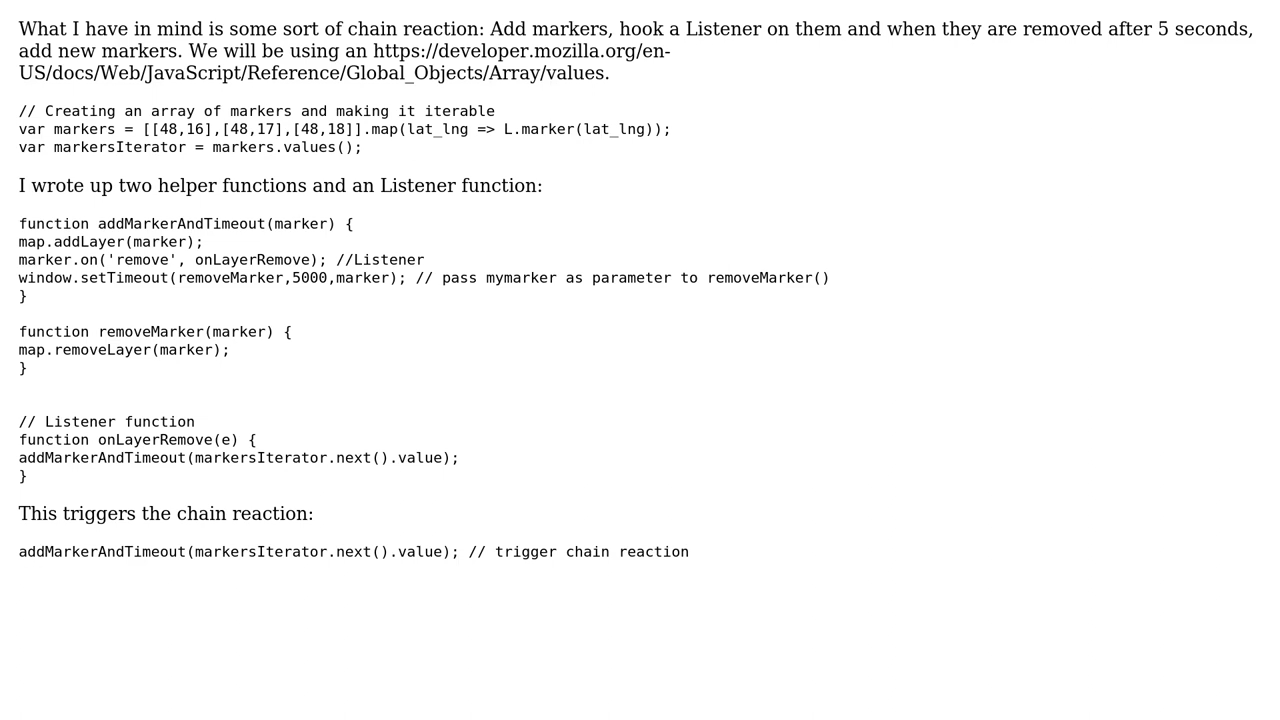 What I have in mind is some sort of chain reaction: Add markers, hook a Listener on them and when they are removed after 5 seconds,
add new markers. We will be using an https://developer.mozilla.org/en-
US/docs/Web/JavaScript/Reference/Global_Objects/Array/values.
// Creating an array of markers and making it iterable
var markers = [[48,16],[48,17],[48,18]].map(lat_lng => L.marker(lat_lng));
var markersIterator = markers.values();
I wrote up two helper functions and an Listener function:
function addMarkerAndTimeout(marker) {
map.addLayer(marker);
marker.on('remove', onLayerRemove); //Listener
window.setTimeout(removeMarker,5000,marker); // pass mymarker as parameter to removeMarker()
}
function removeMarker(marker) {
map.removeLayer(marker);
}
// Listener function
function onLayerRemove(e) {
addMarkerAndTimeout(markersIterator.next().value);
}
This triggers the chain reaction:
addMarkerAndTimeout(markersIterator.next().value); // trigger chain reaction